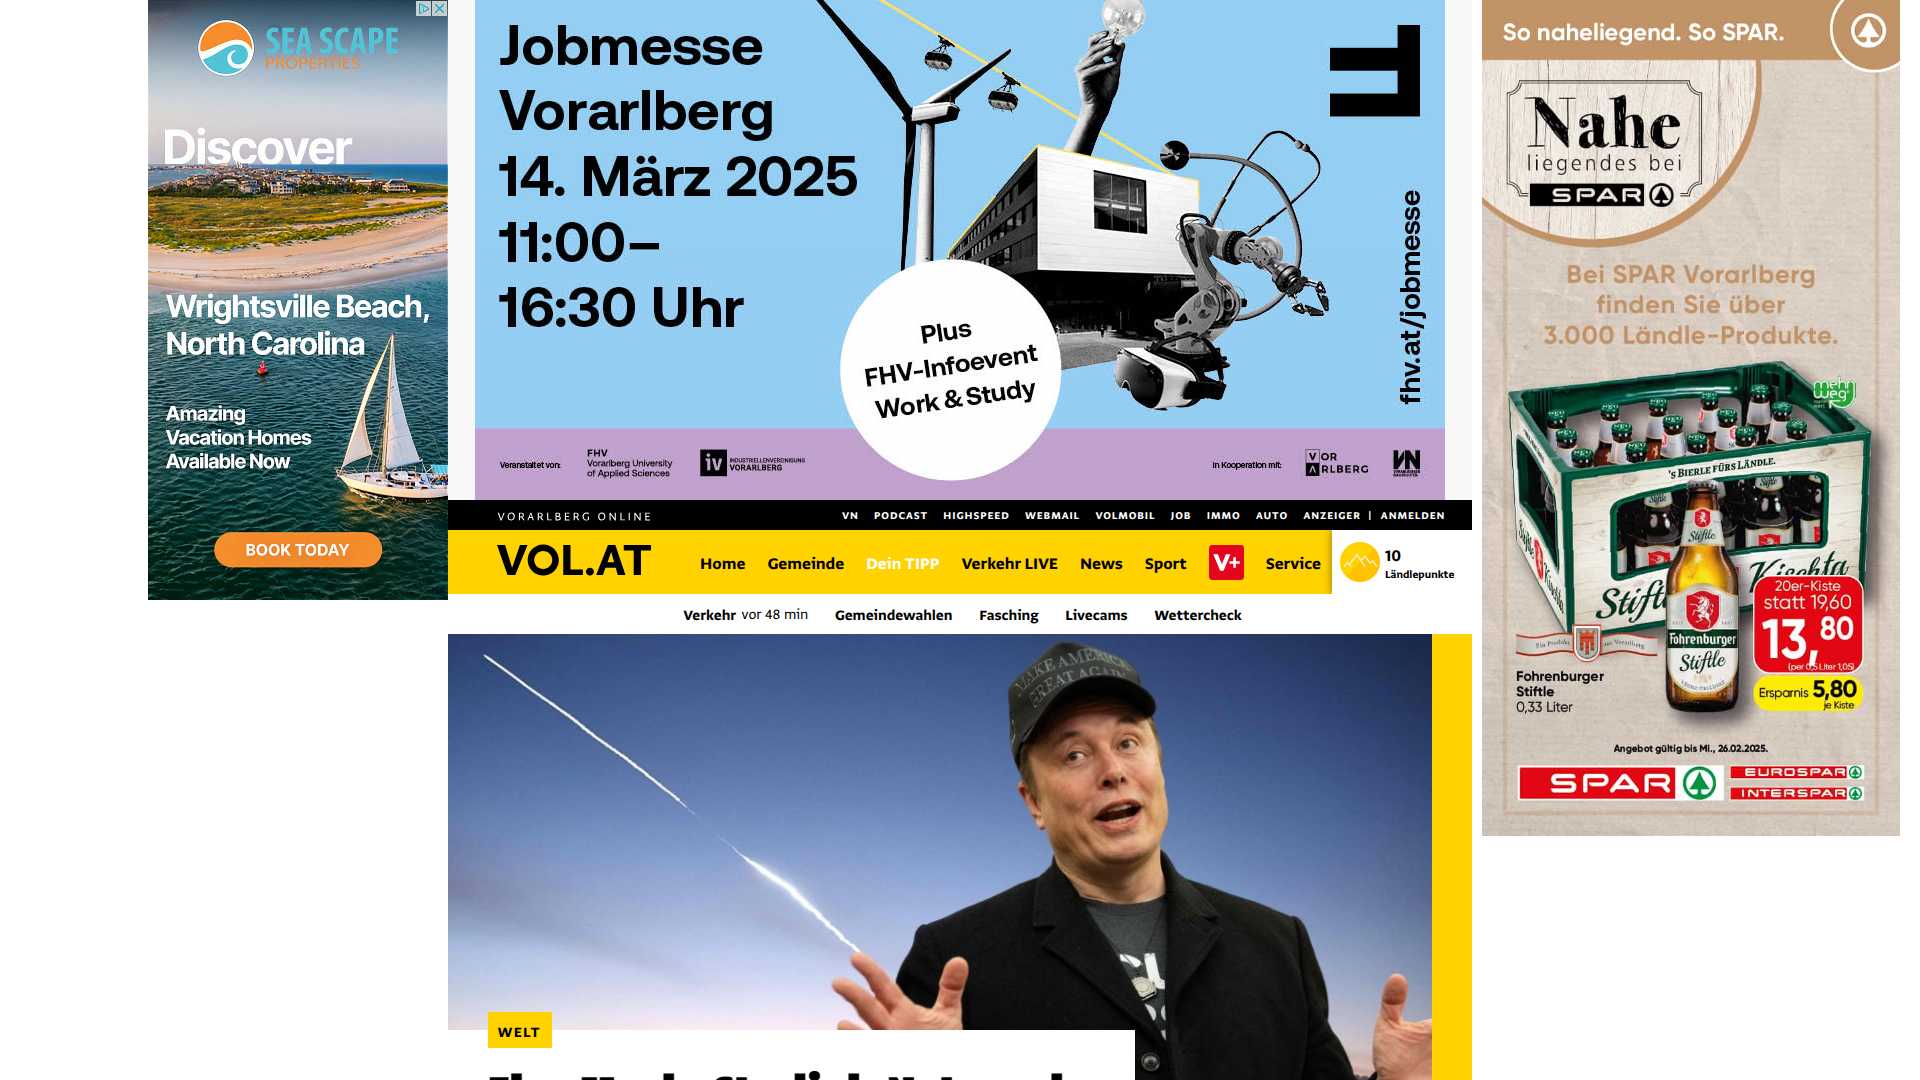 SEA SCAPE
PROPERTIES
Discover
Wrightsville Beach,
North Carolina
Amazing
Vacation Homes
Available Now
BOOK TODAY
Jobmesse
Vorarlberg
14. März 2025
11:00–
16:30 Uhr
Plus
FHV-Infoevent
Work & Study
fhv.at/jobmesse
Veranstaltet von:
FHV
Vorarlberg University
of Applied Sciences
iv INDUSTRIELLENVEREINIGUNG
VORARLBERG
In Kooperation mit:
VOR
ARLBERG
VN
So naheliegend. So SPAR.
Nahe
liegendes bei
SPAR
Bei SPAR Vorarlberg
finden Sie über
3.000 Ländle-Produkte.
mehr
weg
's BIERLE FÜRS LÄNDLE.
Stiftle
Kischta
Fohrenburger
Stiftle
Ein Produkt aus Vorarlberg
20er-Kiste
statt 19,60
13,80
(per 0,5 Liter 1,05)
Ersparnis 5,80
je Kiste
Fohrenburger
Stiftle
0,33 Liter
Angebot gültig bis Mi., 26.02.2025.
SPAR
EUROSPAR
INTERSPAR
VORARLBERG ONLINE
VN PODCAST HIGHSPEED WEBMAIL VOLMOBIL JOB IMMO AUTO ANZEIGER | ANMELDEN
VOL.AT
Home Gemeinde Dein TIPP Verkehr LIVE News Sport V+ Service
10
Ländlepunkte
Verkehr vor 48 min Gemeindewahlen Fasching Livecams Wettercheck
MAKE AMERICA
GREAT AGAIN
WELT